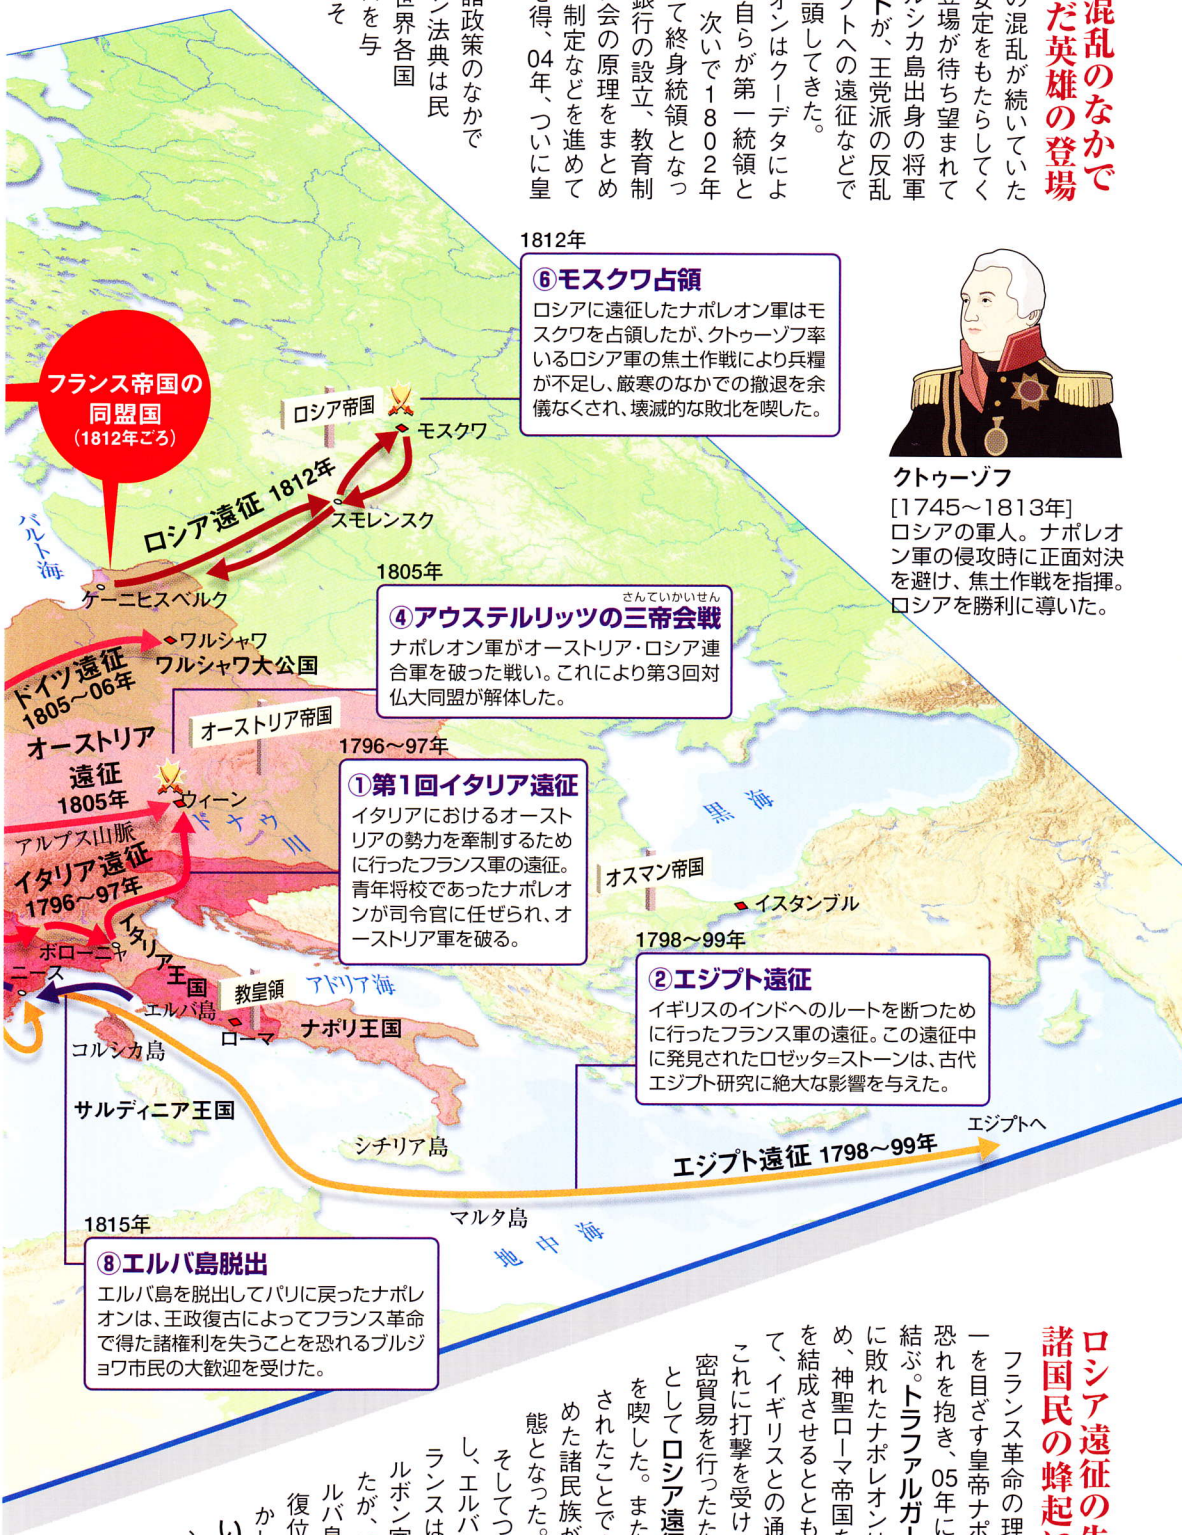 混乱のなかで
だ英雄の登場
の混乱が続いていた
安定をもたらしてく
登場が待ち望まれて
ルシカ島出身の将軍
トが、王党派の反乱
プトへの遠征などで
頭してきた。
オンはクーデタによ
自らが第一統領と
次いで1802年
て終身統領となっ
銀行の設立、教育制
会の原理をまとめ
制定などを進めて
得、04年、ついに皇
諸政策のなかで
ン法典は民
世界各国
を与
そ
1812年
⑥モスクワ占領
ロシアに遠征したナポレオン軍はモ
スクワを占領したが、クトゥーゾフ率
いるロシア軍の焦土作戦により兵糧
が不足し、厳寒のなかでの撤退を余
儀なくされ、壊滅的な敗北を喫した。
クトゥーゾフ
[1745〜1813年]
ロシアの軍人。ナポレオ
ン軍の侵攻時に正面対決
を避け、焦土作戦を指揮。
ロシアを勝利に導いた。
フランス帝国の
同盟国
（1812年ごろ）
ロシア帝国
モスクワ
ロシア遠征 1812年
スモレンスク
バルト海
ケーニヒスベルク
1805年
さんていかいせん
④アウステルリッツの三帝会戦
ナポレオン軍がオーストリア・ロシア連
合軍を破った戦い。これにより第3回対
仏大同盟が解体した。
ワルシャワ
ワルシャワ大公国
ドイツ遠征
1805〜06年
オーストリア帝国
オーストリア
遠征
1805年
ウィーン
ドナウ川
アルプス山脈
イタリア遠征
1796〜97年
1796〜97年
①第1回イタリア遠征
イタリアにおけるオースト
リアの勢力を牽制するため
に行ったフランス軍の遠征。
青年将校であったナポレオ
ンが司令官に任ぜられ、オ
ーストリア軍を破る。
黒海
オスマン帝国
イスタンブル
1798〜99年
②エジプト遠征
イギリスのインドへのルートを断つため
に行ったフランス軍の遠征。この遠征中
に発見されたロゼッタ=ストーンは、古代
エジプト研究に絶大な影響を与えた。
ボローニャ
イタリア王国
ニース
エルバ島
教皇領
アドリア海
ローマ
ナポリ王国
コルシカ島
サルディニア王国
シチリア島
エジプトへ
エジプト遠征 1798〜99年
マルタ島
地中海
1815年
⑧エルバ島脱出
エルバ島を脱出してパリに戻ったナポレ
オンは、王政復古によってフランス革命
で得た諸権利を失うことを恐れるブルジ
ョワ市民の大歓迎を受けた。
ロシア遠征の失
諸国民の蜂起
フランス革命の理
一を目ざす皇帝ナポ
恐れを抱き、05年に
結ぶ。トラファルガー
に敗れたナポレオンは
め、神聖ローマ帝国を
を結成させるととも
て、イギリスとの通
これに打撃を受け
密貿易を行ったた
としてロシア遠征
を喫した。また
されたことで
めた諸民族が
態となった。
そしてつ
し、エルバ
ランスは
ルボン家
たが、
ルバ島
復位
かし
い